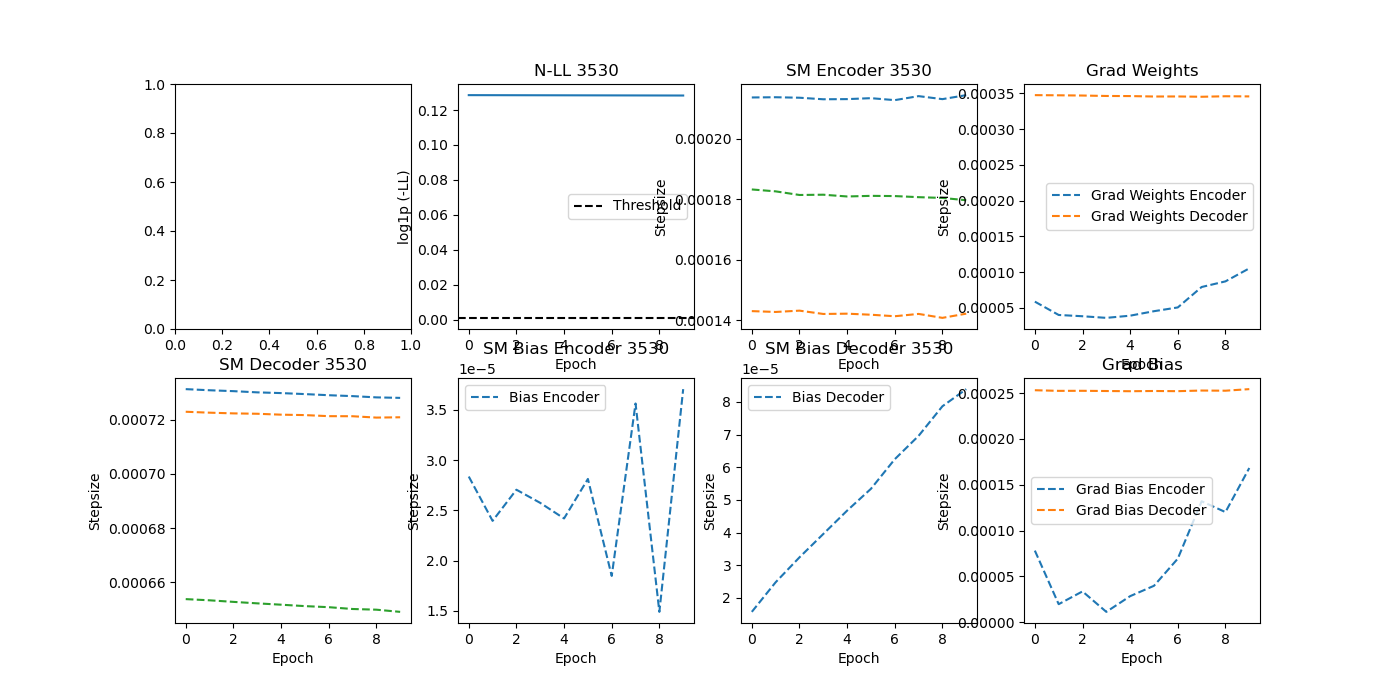 1.0
0.8
0.6
0.4
0.2
0.0
0.0 0.2 0.4 0.6 0.8 1.0
N-LL 3530
log1p (-LL)
0.12
0.10
0.08
0.06
0.04
0.02
0.00
Threshold
0 2 4 6 8
Epoch
SM Encoder 3530
Stepsize
0.00020
0.00018
0.00016
0.00014
0 2 4 6 8
Epoch
Grad Weights
Stepsize
0.00035
0.00030
0.00025
0.00020
0.00015
0.00010
0.00005
Grad Weights Encoder
Grad Weights Decoder
0 2 4 6 8
Epoch
SM Decoder 3530
Stepsize
0.00072
0.00070
0.00068
0.00066
0 2 4 6 8
Epoch
SM Bias Encoder 3530
1e−5
Stepsize
3.5
3.0
2.5
2.0
1.5
Bias Encoder
0 2 4 6 8
Epoch
SM Bias Decoder 3530
1e−5
Stepsize
8
7
6
5
4
3
2
Bias Decoder
0 2 4 6 8
Epoch
Grad Bias
Stepsize
0.00025
0.00020
0.00015
0.00010
0.00005
0.00000
Grad Bias Encoder
Grad Bias Decoder
0 2 4 6 8
Epoch